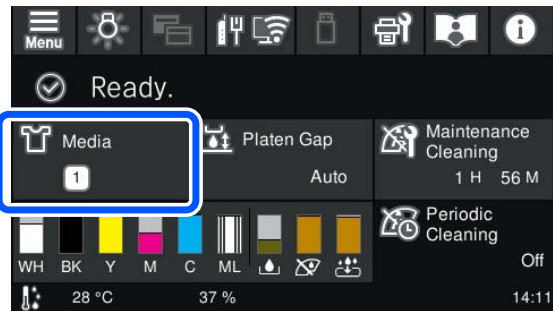 Menu
Ready.
Media
1
Platen Gap
Auto
Maintenance
Cleaning
1 H 56 M
Periodic
Cleaning
Off
WH BK Y M C ML
28 °C 37 % 14:11